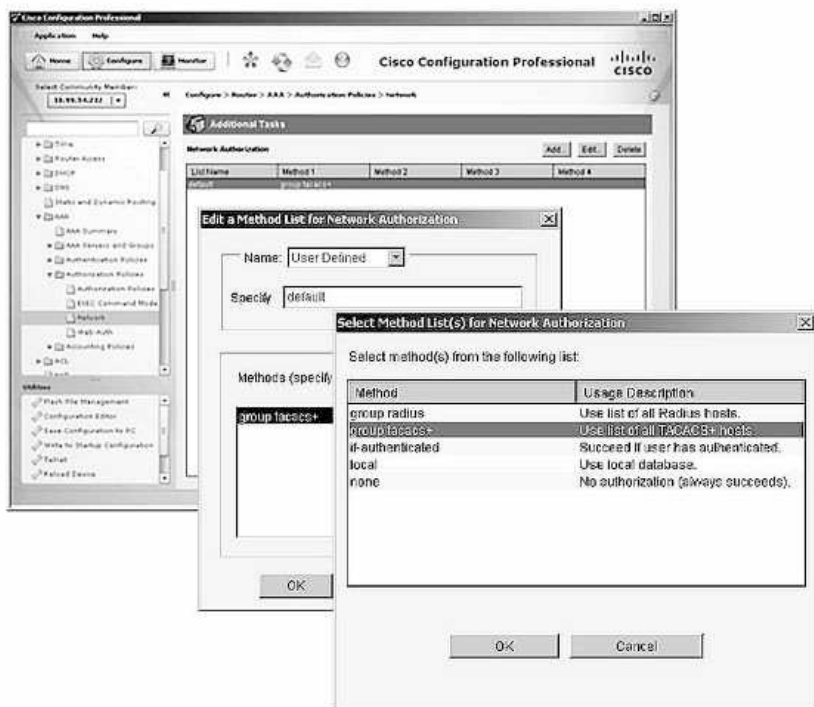 Cisco Configuration Professional
Application Help
Home Configure Monitor Cisco Configuration Professional CISCO
Select Community Member:
Configure > Router > AAA > Authorization Policies > Network
Additional Tasks
Network Authorization Add... Edit... Delete
List Name Method 1 Method 2 Method 3 Method 4
default group tacacs+
Time
Router Access
DHCP
DNS
Static and Dynamic Routing
AAA
AAA Summary
AAA Servers and Groups
Authentication Policies
Authorization Policies
Authorization Policies
EXEC Command Mode
Network
Web Auth
Accounting Policies
ACL
Utilities
Flash File Management
Configuration Editor
Save Configuration to PC
Write to Startup Configuration
Telnet
Reload Device
Edit a Method List for Network Authorization
Name: User Defined
Specify default
Methods (specify
group tacacs+
OK
Select Method List(s) for Network Authorization
Select method(s) from the following list:
Method Usage Description
group radius Use list of all Radius hosts.
group tacacs+ Use list of all TACACS+ hosts.
if-authenticated Succeed if user has authenticated.
local Use local database.
none No authorization (always succeeds).
OK Cancel